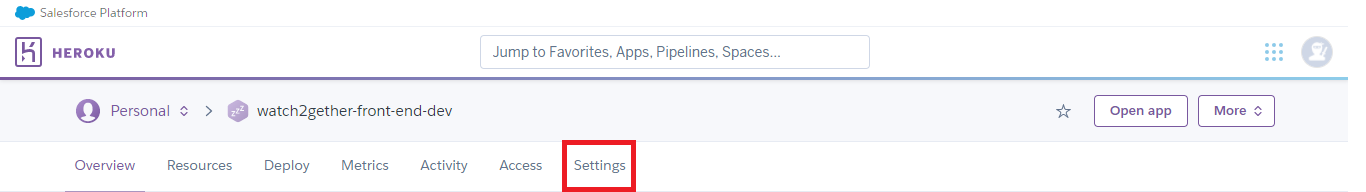 Salesforce Platform
HEROKU
Jump to Favorites, Apps, Pipelines, Spaces...
Personal > zzz watch2gether-front-end-dev
Open app
More
Overview Resources Deploy Metrics Activity Access Settings